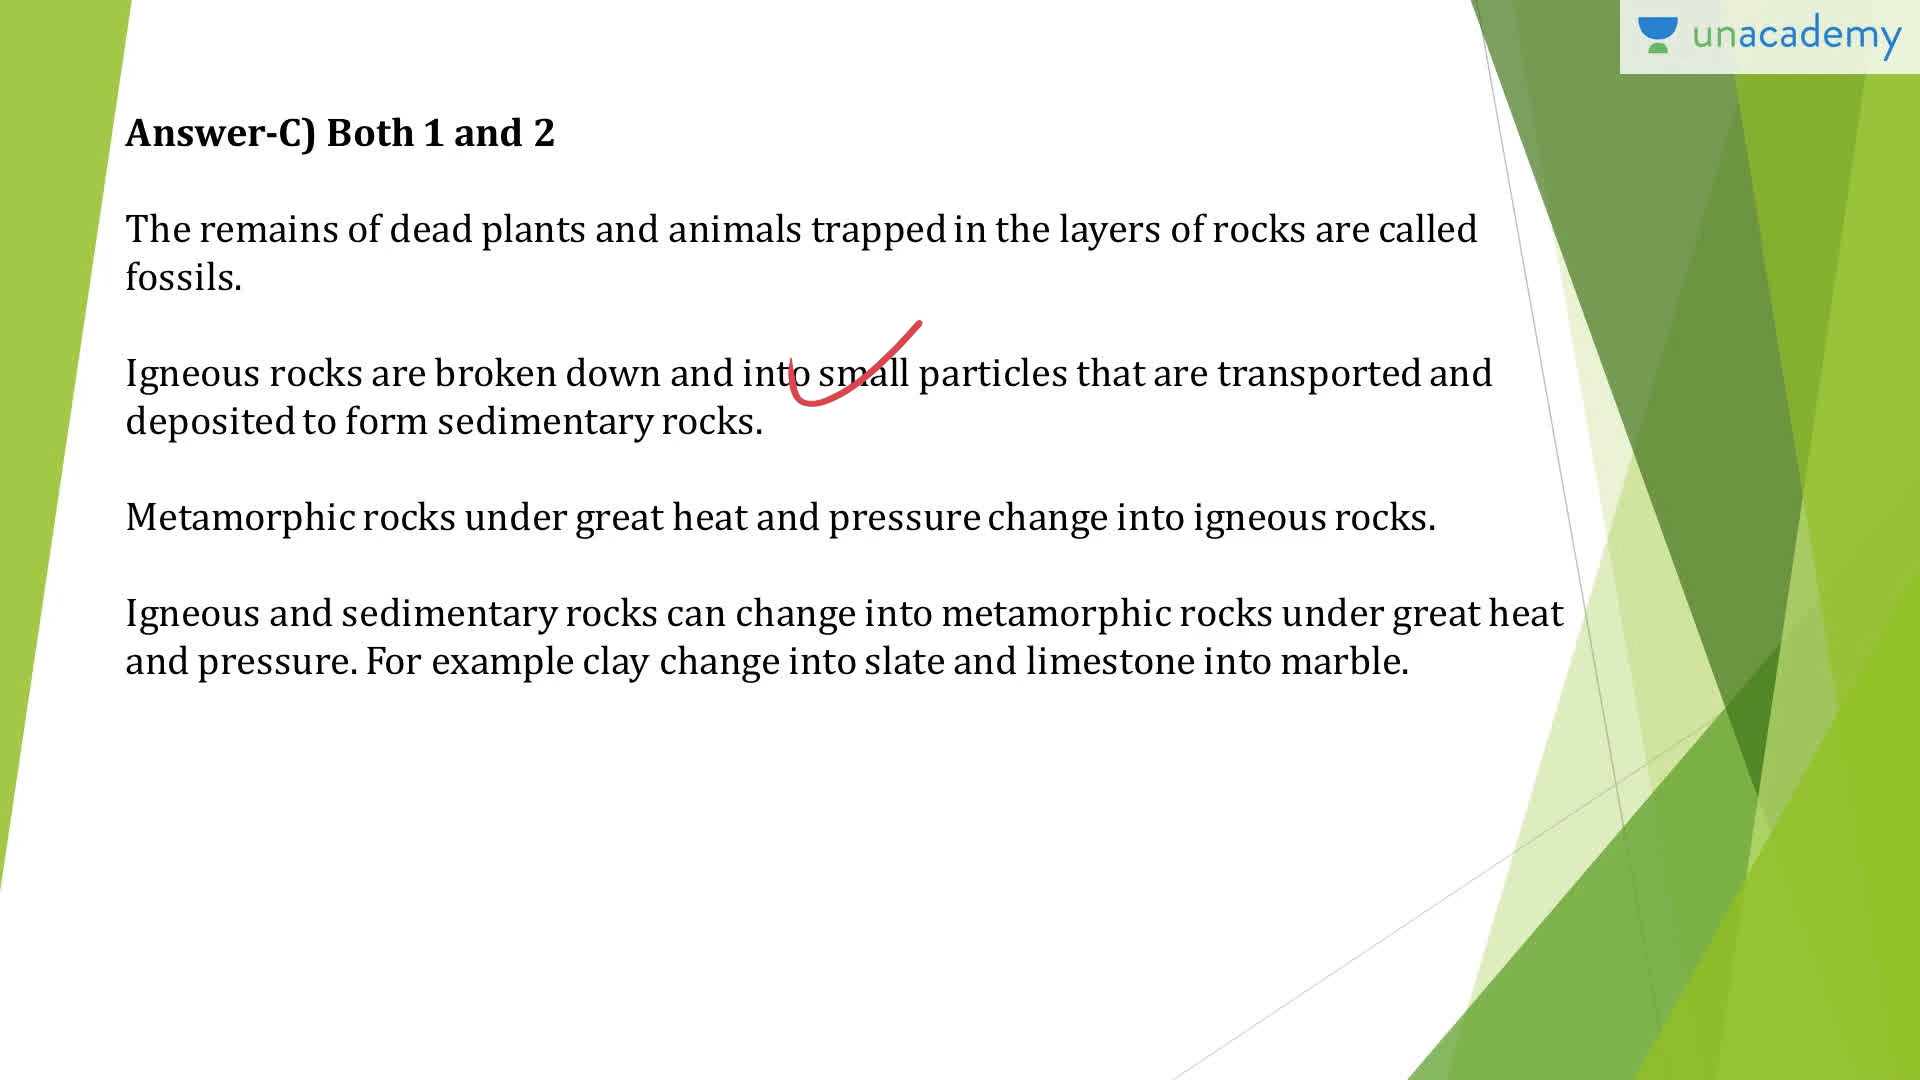 unacademy
Answer-C) Both 1 and 2
The remains of dead plants and animals trapped in the layers of rocks are called
fossils.
Igneous rocks are broken down and into small particles that are transported and
deposited to form sedimentary rocks.
Metamorphic rocks under great heat and pressure change into igneous rocks.
Igneous and sedimentary rocks can change into metamorphic rocks under great heat
and pressure. For example clay change into slate and limestone into marble.